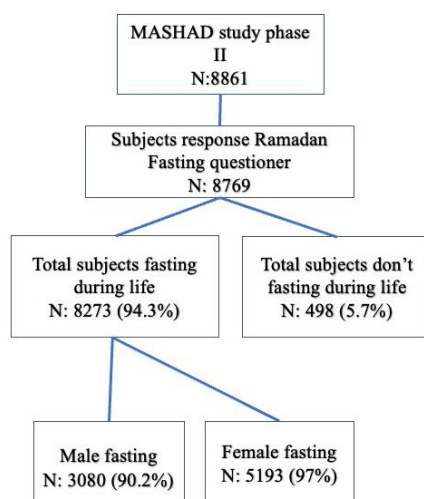 MASHAD study phase
II
N:8861
Subjects response Ramadan
Fasting questioner
N: 8769
Total subjects fasting
during life
N: 8273 (94.3%)
Total subjects don't
fasting during life
N: 498 (5.7%)
Male fasting
N: 3080 (90.2%)
Female fasting
N: 5193 (97%)